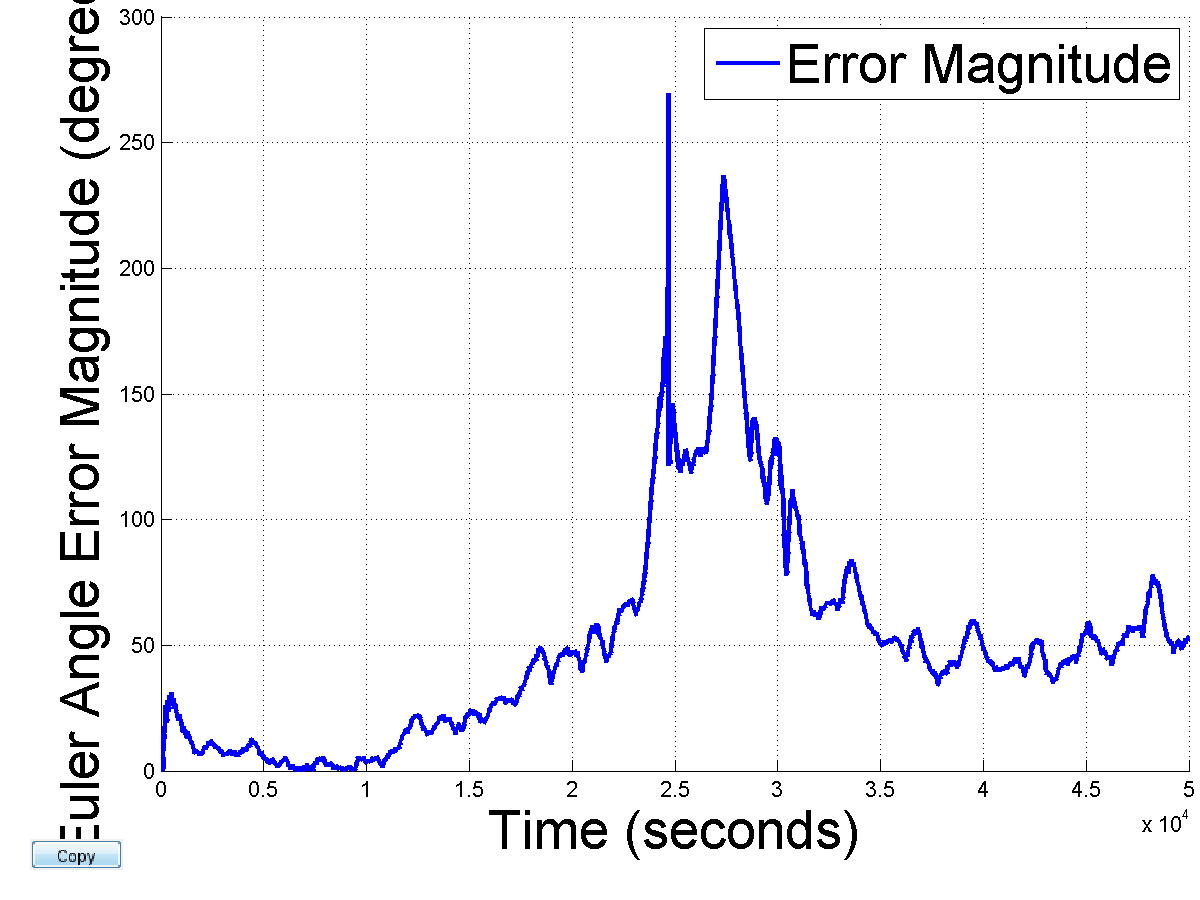 300
Error Magnitude
250
200
150
100
50
0
Euler Angle Error Magnitude (degree
0 0.5 1 1.5 2 2.5 3 3.5 4 4.5 5
x 10⁴
Time (seconds)
Copy